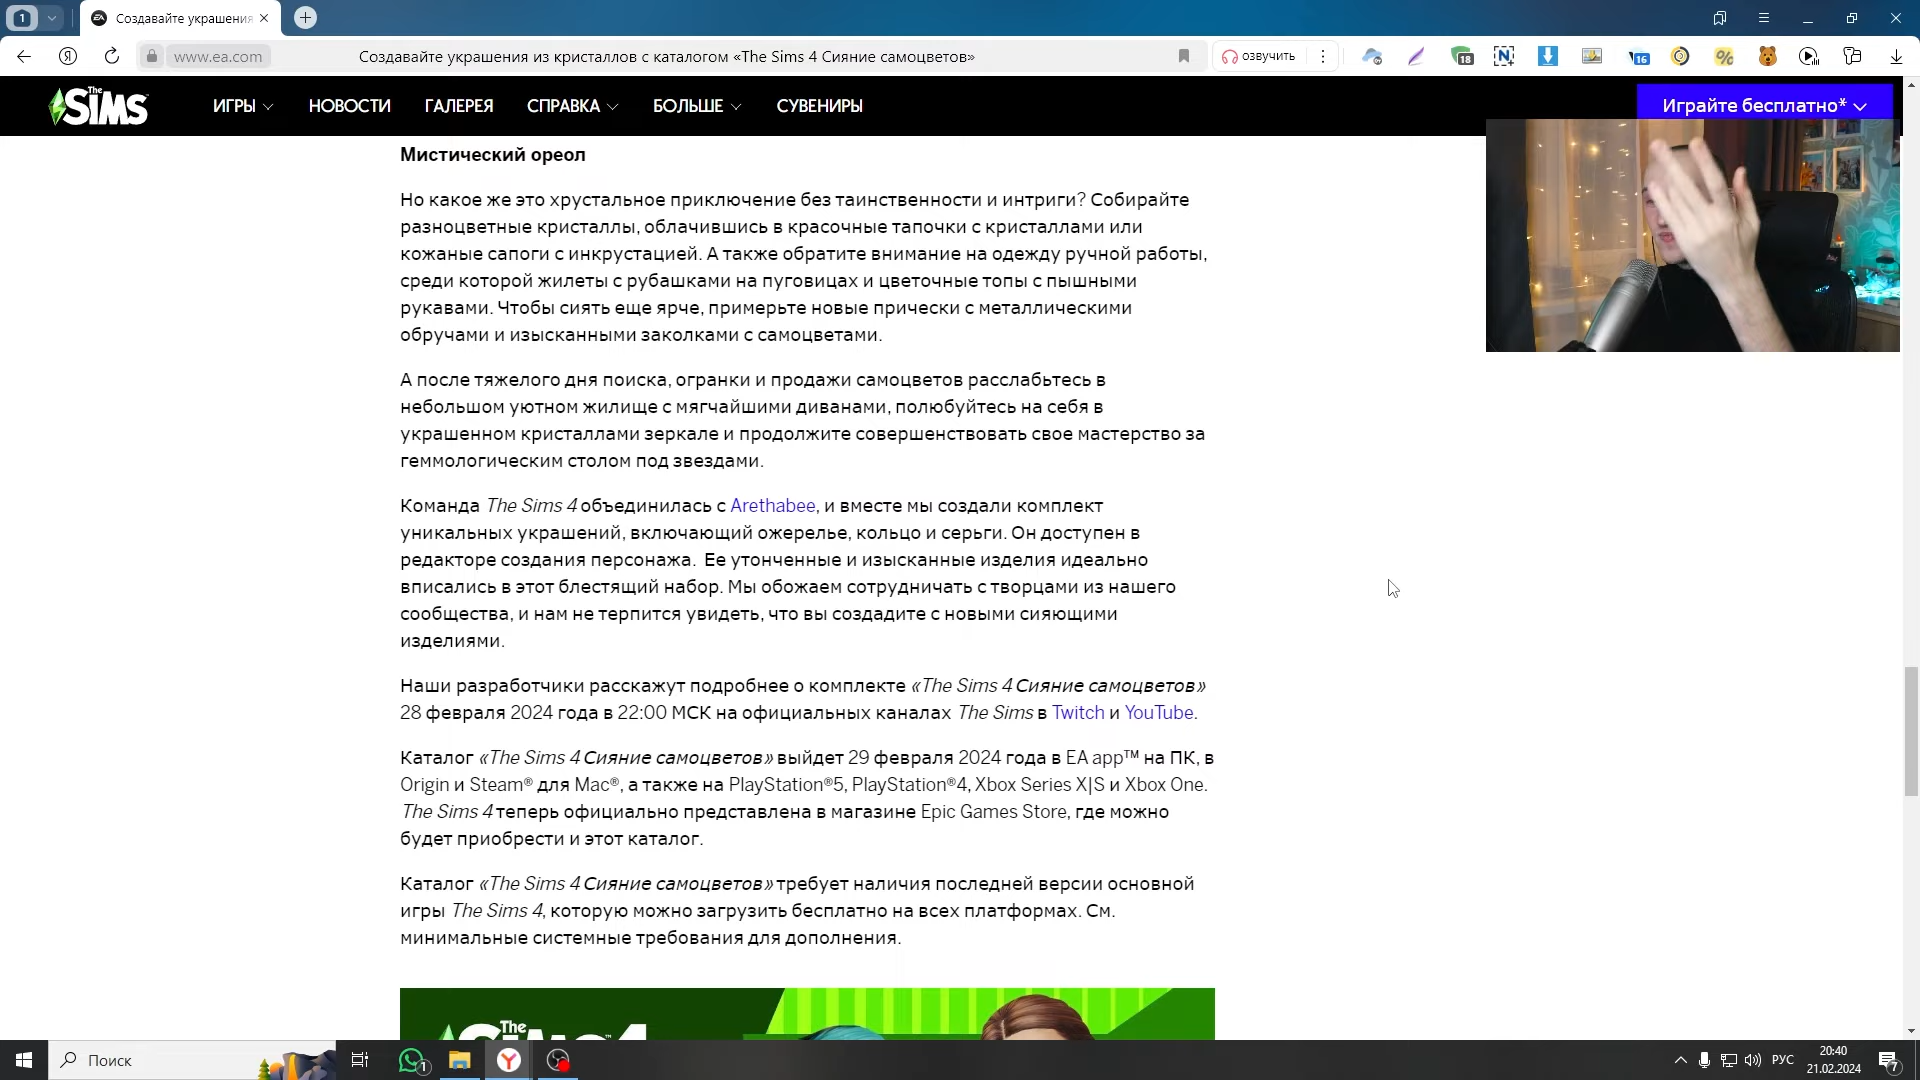 1
Создавайте украшения
www.ea.com
Создавайте украшения из кристаллов с каталогом «The Sims 4 Сияние самоцветов»
озвучить
18
16
The Sims
ИГРЫ
НОВОСТИ
ГАЛЕРЕЯ
СПРАВКА
БОЛЬШЕ
СУВЕНИРЫ
Играйте бесплатно*
Мистический ореол
Но какое же это хрустальное приключение без таинственности и интриги? Собирайте
разноцветные кристаллы, облачившись в красочные тапочки с кристаллами или
кожаные сапоги с инкрустацией. А также обратите внимание на одежду ручной работы,
среди которой жилеты с рубашками на пуговицах и цветочные топы с пышными
рукавами. Чтобы сиять еще ярче, примерьте новые прически с металлическими
обручами и изысканными заколками с самоцветами.
А после тяжелого дня поиска, огранки и продажи самоцветов расслабьтесь в
небольшом уютном жилище с мягчайшими диванами, полюбуйтесь на себя в
украшенном кристаллами зеркале и продолжите совершенствовать свое мастерство за
геммологическим столом под звездами.
Команда The Sims 4 объединилась с Arethabee, и вместе мы создали комплект
уникальных украшений, включающий ожерелье, кольцо и серьги. Он доступен в
редакторе создания персонажа. Ее утонченные и изысканные изделия идеально
вписались в этот блестящий набор. Мы обожаем сотрудничать с творцами из нашего
сообщества, и нам не терпится увидеть, что вы создадите с новыми сияющими
изделиями.
Наши разработчики расскажут подробнее о комплекте «The Sims 4 Сияние самоцветов»
28 февраля 2024 года в 22:00 МСК на официальных каналах The Sims в Twitch и YouTube.
Каталог «The Sims 4 Сияние самоцветов» выйдет 29 февраля 2024 года в EA app™ на ПК, в
Origin и Steam® для Mac®, а также на PlayStation®5, PlayStation®4, Xbox Series X|S и Xbox One.
The Sims 4 теперь официально представлена в магазине Epic Games Store, где можно
будет приобрести и этот каталог.
Каталог «The Sims 4 Сияние самоцветов» требует наличия последней версии основной
игры The Sims 4, которую можно загрузить бесплатно на всех платформах. См.
минимальные системные требования для дополнения.
The Sims 4
Поиск
1
РУС
20:40
21.02.2024
7